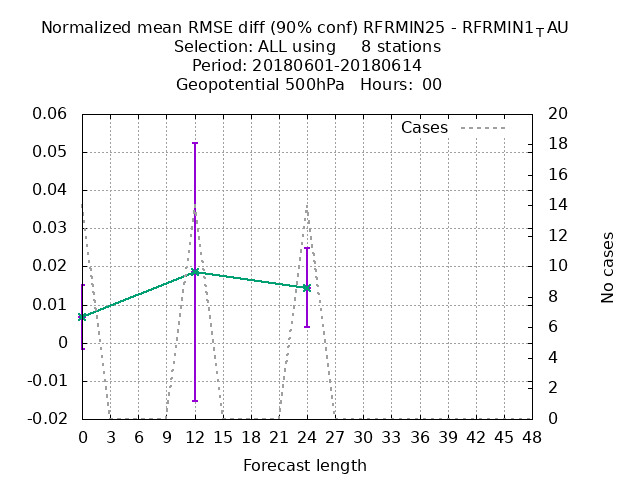 Normalized mean RMSE diff (90% conf) RFRMIN25 - RFRMIN1TAU
Selection: ALL using 8 stations
Period: 20180601-20180614
Geopotential 500hPa Hours: 00
Cases
0.06
0.05
0.04
0.03
0.02
0.01
0
-0.01
-0.02
20
18
16
14
12
10
8
6
4
2
0
No cases
0 3 6 9 12 15 18 21 24 27 30 33 36 39 42 45 48
Forecast length